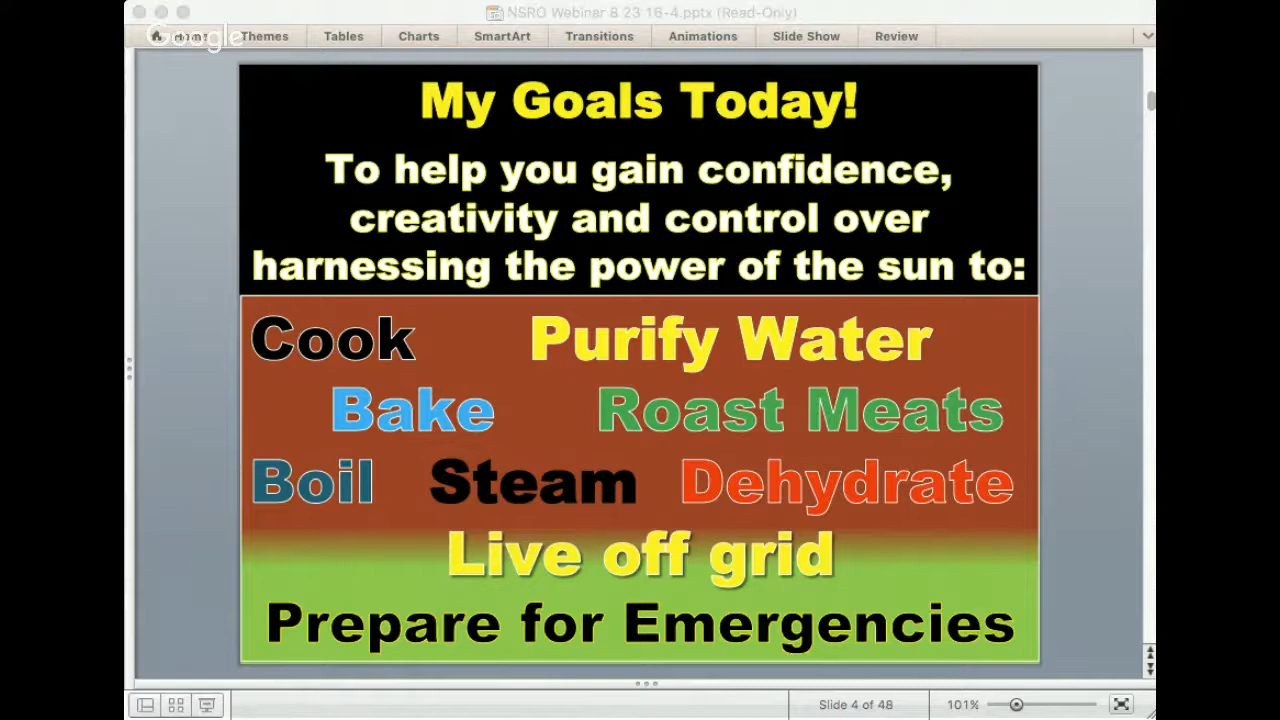 NSRO Webinar 8 23 16-4.pptx (Read-Only)
Google
Home Themes Tables Charts SmartArt Transitions Animations Slide Show Review
My Goals Today!
To help you gain confidence,
creativity and control over
harnessing the power of the sun to:
Cook Purify Water
Bake Roast Meats
Boil Steam Dehydrate
Live off grid
Prepare for Emergencies
Slide 4 of 48 101%